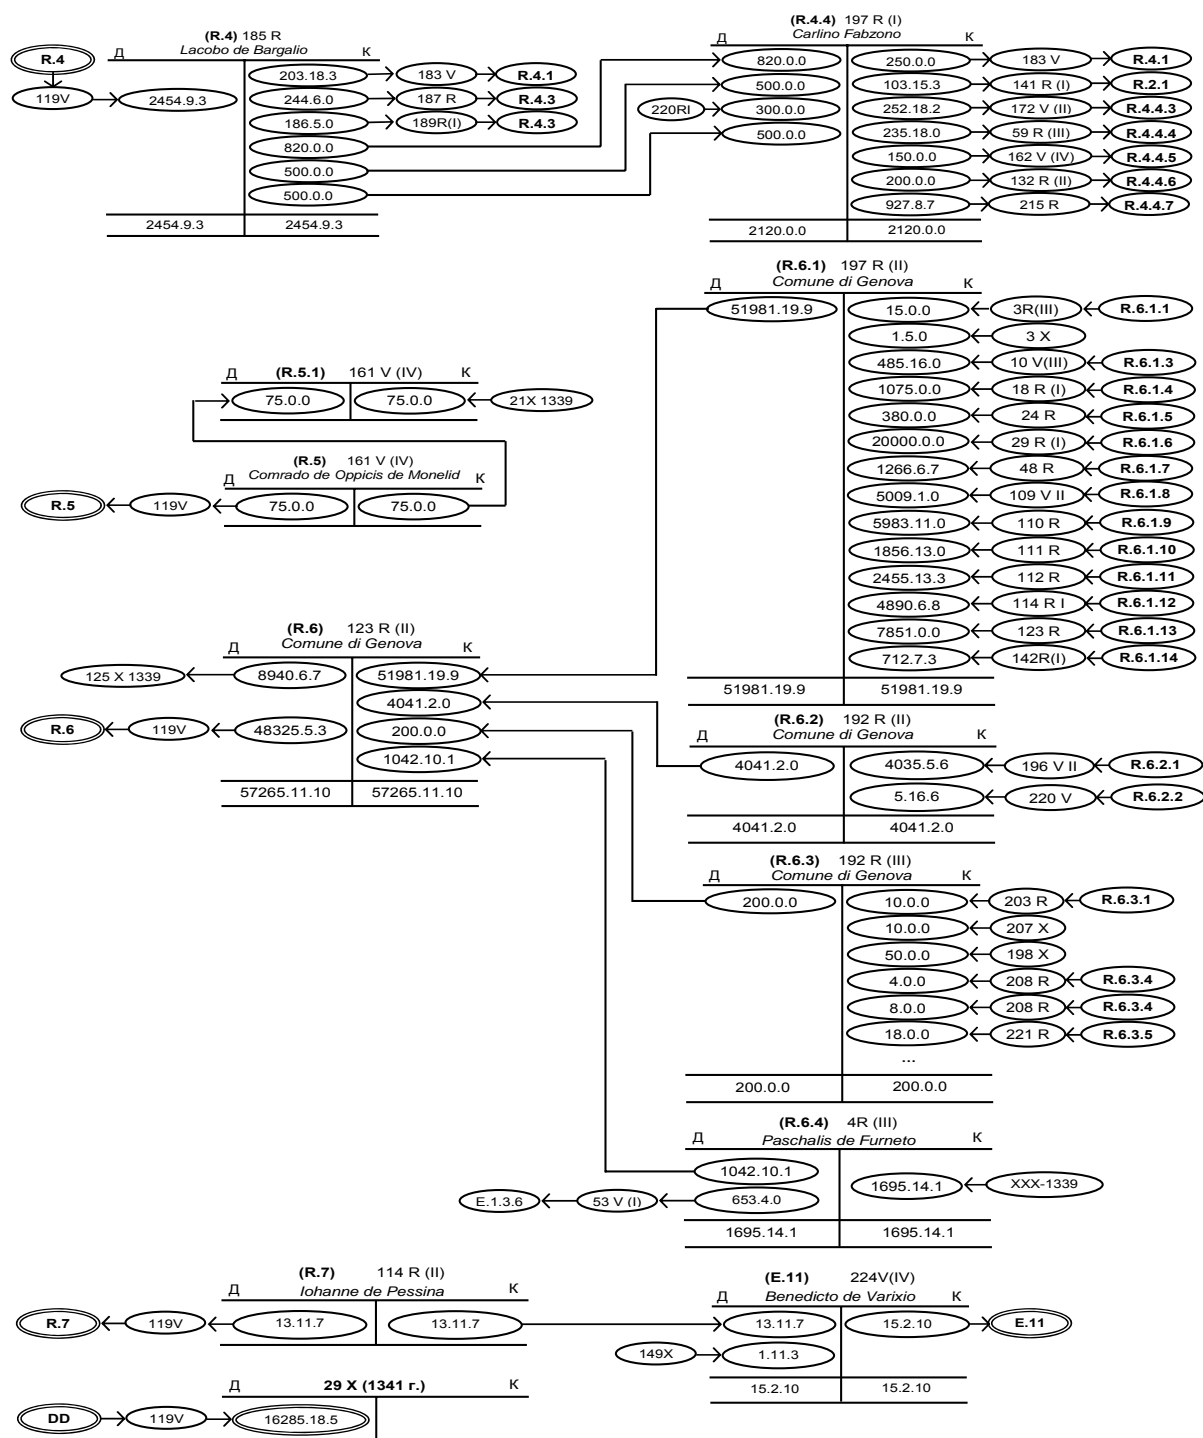 (R.4) 185 R
Lacobo de Bargalio
Д К
R.4
119V 2454.9.3
203.18.3 183 V R.4.1
244.6.0 187 R R.4.3
186.5.0 189R(I) R.4.3
820.0.0
500.0.0
500.0.0
2454.9.3 2454.9.3
(R.4.4) 197 R (I)
Carlino Fabzono
Д К
820.0.0 250.0.0 183 V R.4.1
500.0.0 103.15.3 141 R (I) R.2.1
220RI 300.0.0 252.18.2 172 V (II) R.4.4.3
500.0.0 235.18.0 59 R (III) R.4.4.4
150.0.0 162 V (IV) R.4.4.5
200.0.0 132 R (II) R.4.4.6
927.8.7 215 R R.4.4.7
2120.0.0 2120.0.0
(R.6.1) 197 R (II)
Comune di Genova
Д К
51981.19.9 15.0.0 3R(III) R.6.1.1
1.5.0 3 X
485.16.0 10 V(III) R.6.1.3
1075.0.0 18 R (I) R.6.1.4
380.0.0 24 R R.6.1.5
20000.0.0 29 R (I) R.6.1.6
1266.6.7 48 R R.6.1.7
5009.1.0 109 V II R.6.1.8
5983.11.0 110 R R.6.1.9
1856.13.0 111 R R.6.1.10
2455.13.3 112 R R.6.1.11
4890.6.8 114 R I R.6.1.12
7851.0.0 123 R R.6.1.13
712.7.3 142R(I) R.6.1.14
51981.19.9 51981.19.9
Д (R.5.1) 161 V (IV) К
75.0.0 75.0.0 21X 1339
(R.5) 161 V (IV)
Д Comrado de Oppicis de Monelid К
R.5 119V 75.0.0 75.0.0
(R.6) 123 R (II)
Comune di Genova
Д К
125 X 1339 8940.6.7 51981.19.9
4041.2.0
R.6 119V 48325.5.3 200.0.0
1042.10.1
57265.11.10 57265.11.10
(R.6.2) 192 R (II)
Д Comune di Genova К
4041.2.0 4035.5.6 196 V II R.6.2.1
5.16.6 220 V R.6.2.2
4041.2.0 4041.2.0
(R.6.3) 192 R (III)
Д Comune di Genova К
200.0.0 10.0.0 203 R R.6.3.1
10.0.0 207 X
50.0.0 198 X
4.0.0 208 R R.6.3.4
8.0.0 208 R R.6.3.4
18.0.0 221 R R.6.3.5
...
200.0.0 200.0.0
(R.6.4) 4R (III)
Д Paschalis de Furneto К
1042.10.1 1695.14.1 XXX-1339
E.1.3.6 53 V (I) 653.4.0
1695.14.1 1695.14.1
(R.7) 114 R (II)
Д Iohanne de Pessina К
R.7 119V 13.11.7 13.11.7
(E.11) 224V(IV)
Д Benedicto de Varixio К
13.11.7 15.2.10 E.11
149X 1.11.3
15.2.10 15.2.10
Д 29 X (1341 г.) К
DD 119V 16285.18.5